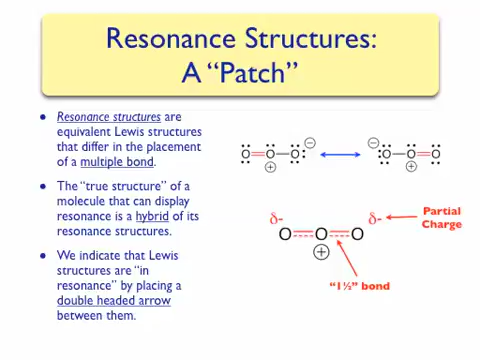 Resonance Structures:
A “Patch”
• Resonance structures are
equivalent Lewis structures
that differ in the placement
of a multiple bond.
• The “true structure” of a
molecule that can display
resonance is a hybrid of its
resonance structures.
• We indicate that Lewis
structures are “in
resonance” by placing a
double headed arrow
between them.
O=O—O O—O=O
δ- δ- Partial
Charge
O O O
“1½” bond